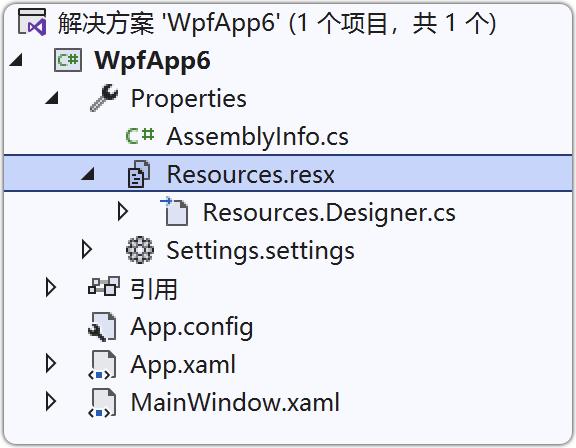 解决方案 'WpfApp6' (1 个项目，共 1 个)
C# WpfApp6
Properties
C# AssemblyInfo.cs
Resources.resx
Resources.Designer.cs
Settings.settings
引用
App.config
App.xaml
MainWindow.xaml